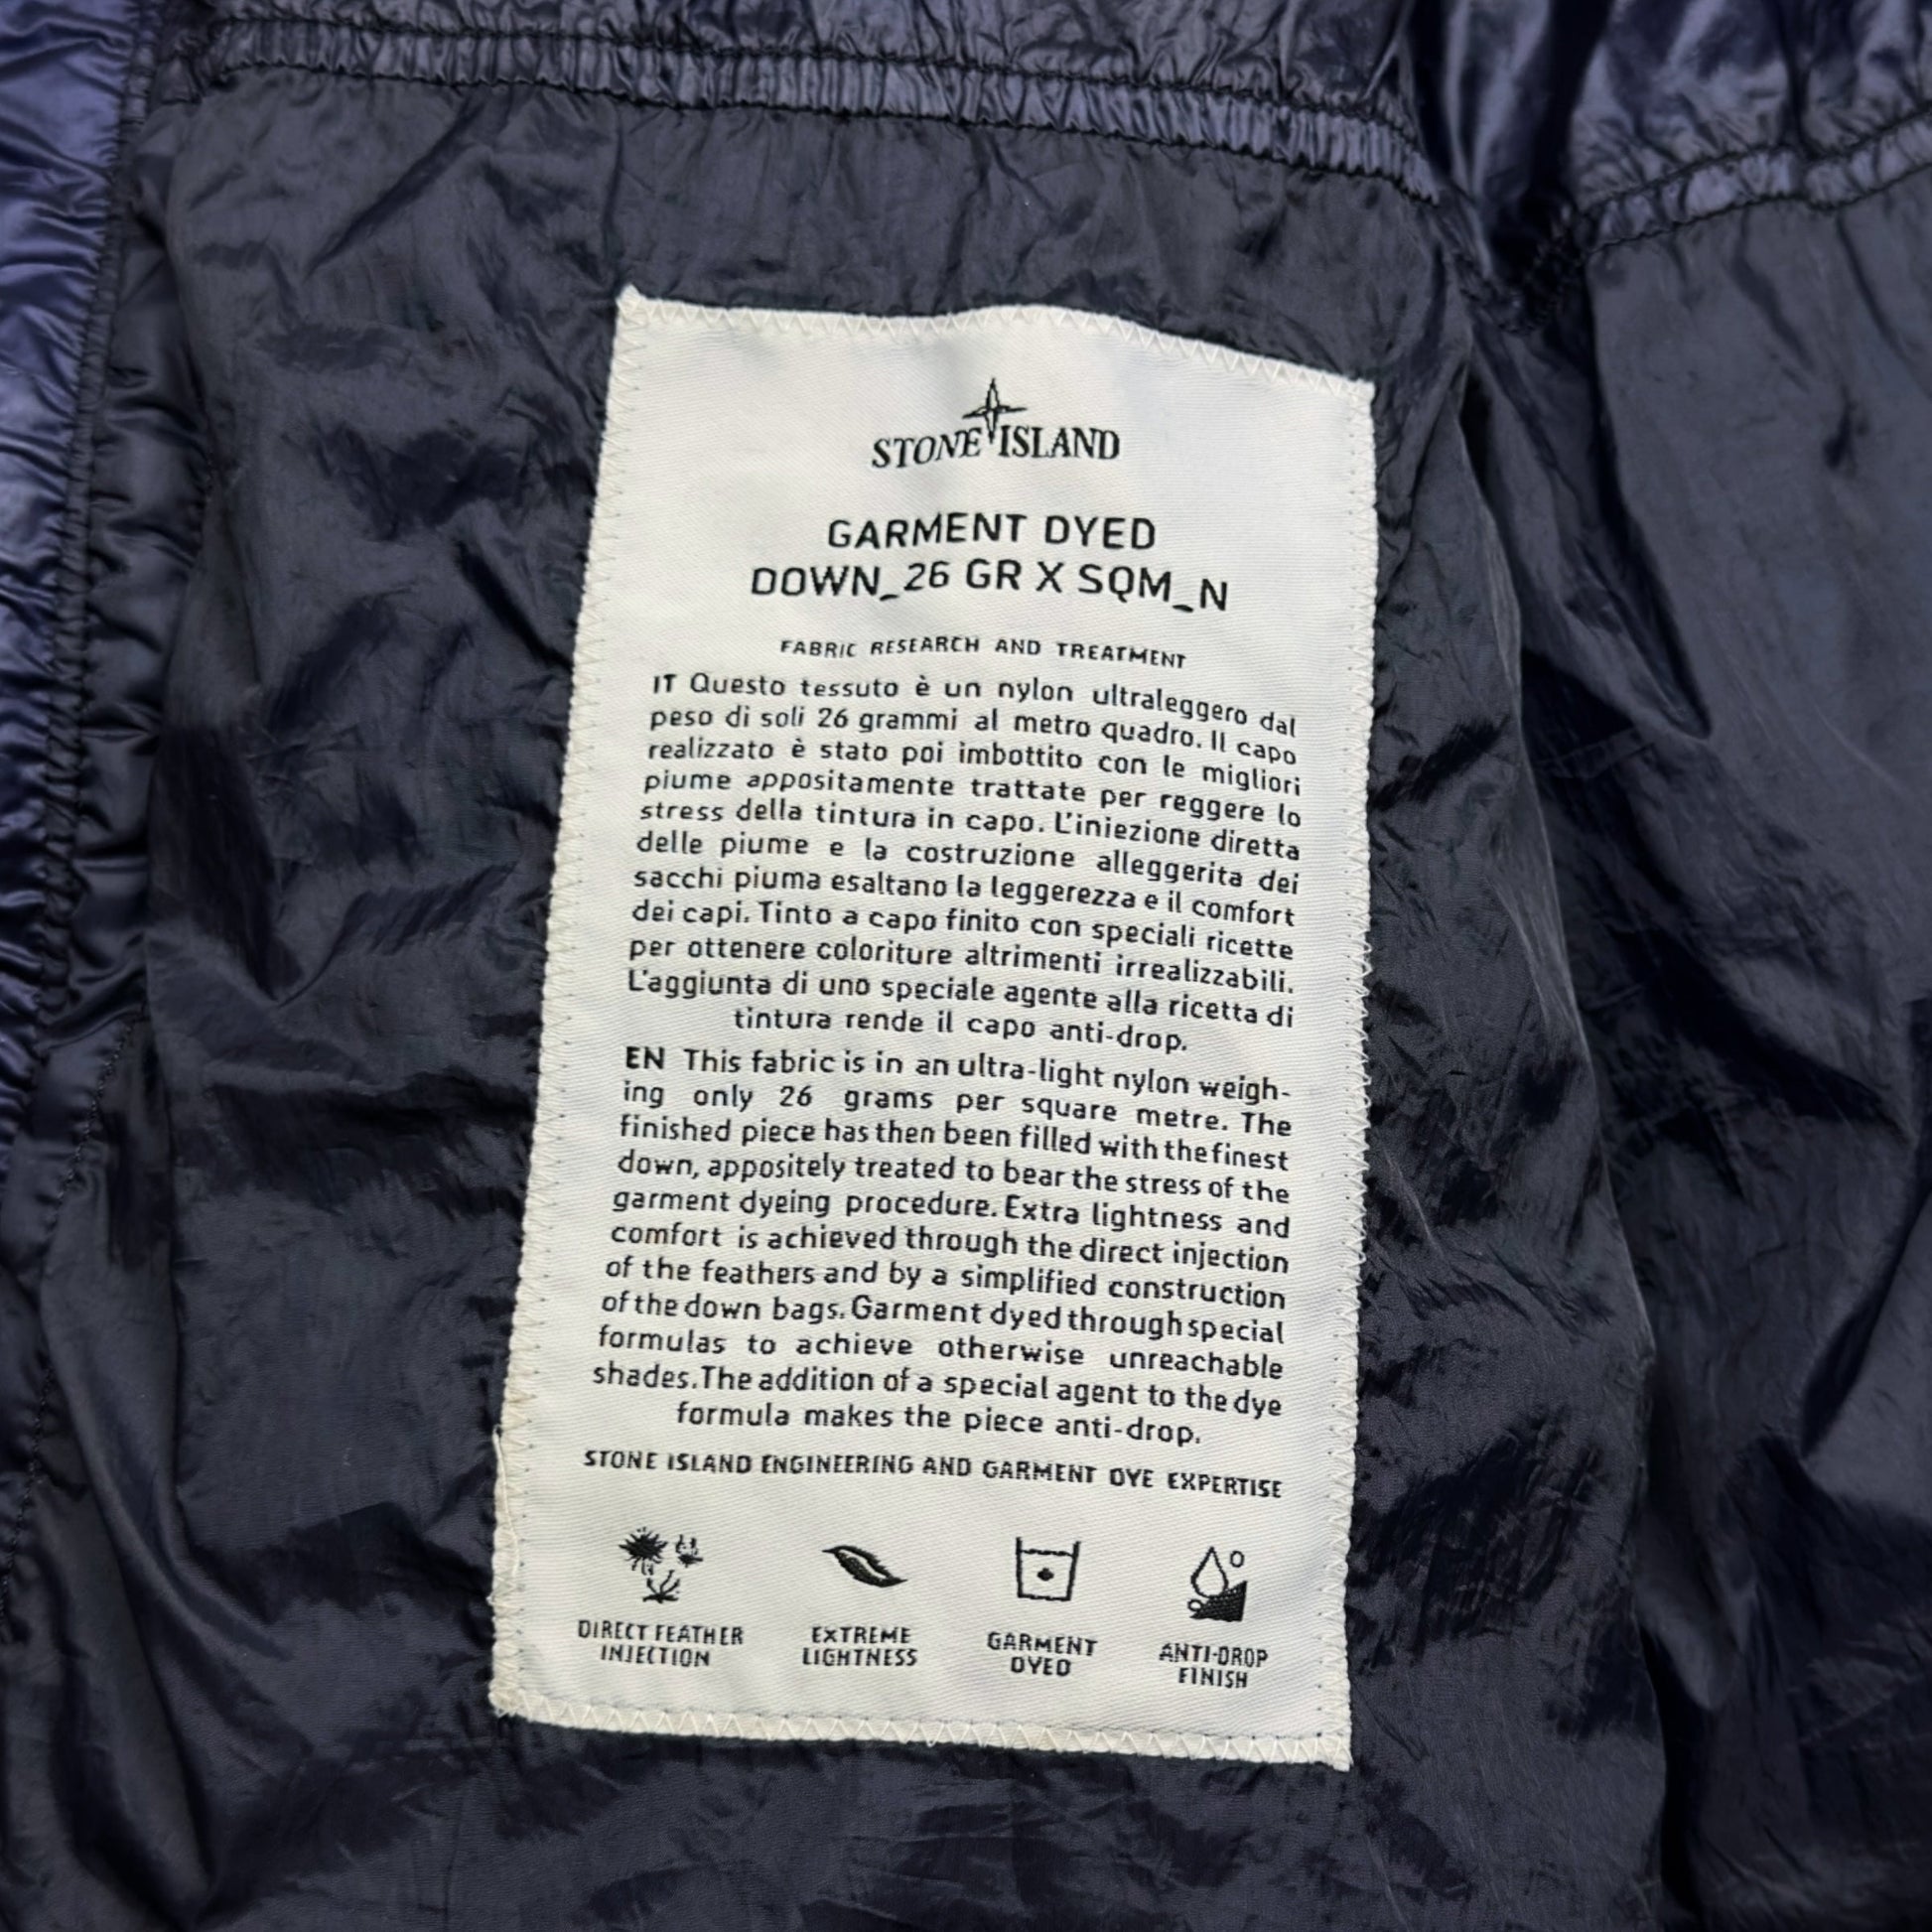 STONE ISLAND
GARMENT DYED
DOWN_26 GR X SQM_N
FABRIC RESEARCH AND TREATMENT
IT Questo tessuto è un nylon ultraleggero dal
peso di soli 26 grammi al metro quadro. Il capo
realizzato è stato poi imbottito con le migliori
piume appositamente trattate per reggere lo
stress della tintura in capo. L'iniezione diretta
delle piume e la costruzione alleggerita dei
sacchi piuma esaltano la leggerezza e il comfort
dei capi. Tinto a capo finito con speciali ricette
per ottenere coloriture altrimenti irrealizzabili.
L'aggiunta di uno speciale agente alla ricetta di
tintura rende il capo anti-drop.
EN This fabric is in an ultra-light nylon weigh-
ing only 26 grams per square metre. The
finished piece has then been filled with the finest
down, appositely treated to bear the stress of the
garment dyeing procedure. Extra lightness and
comfort is achieved through the direct injection
of the feathers and by a simplified construction
of the down bags. Garment dyed through special
formulas to achieve otherwise unreachable
shades. The addition of a special agent to the dye
formula makes the piece anti-drop.
STONE ISLAND ENGINEERING AND GARMENT DYE EXPERTISE
DIRECT FEATHER
INJECTION
EXTREME
LIGHTNESS
GARMENT
DYED
ANTI-DROP
FINISH